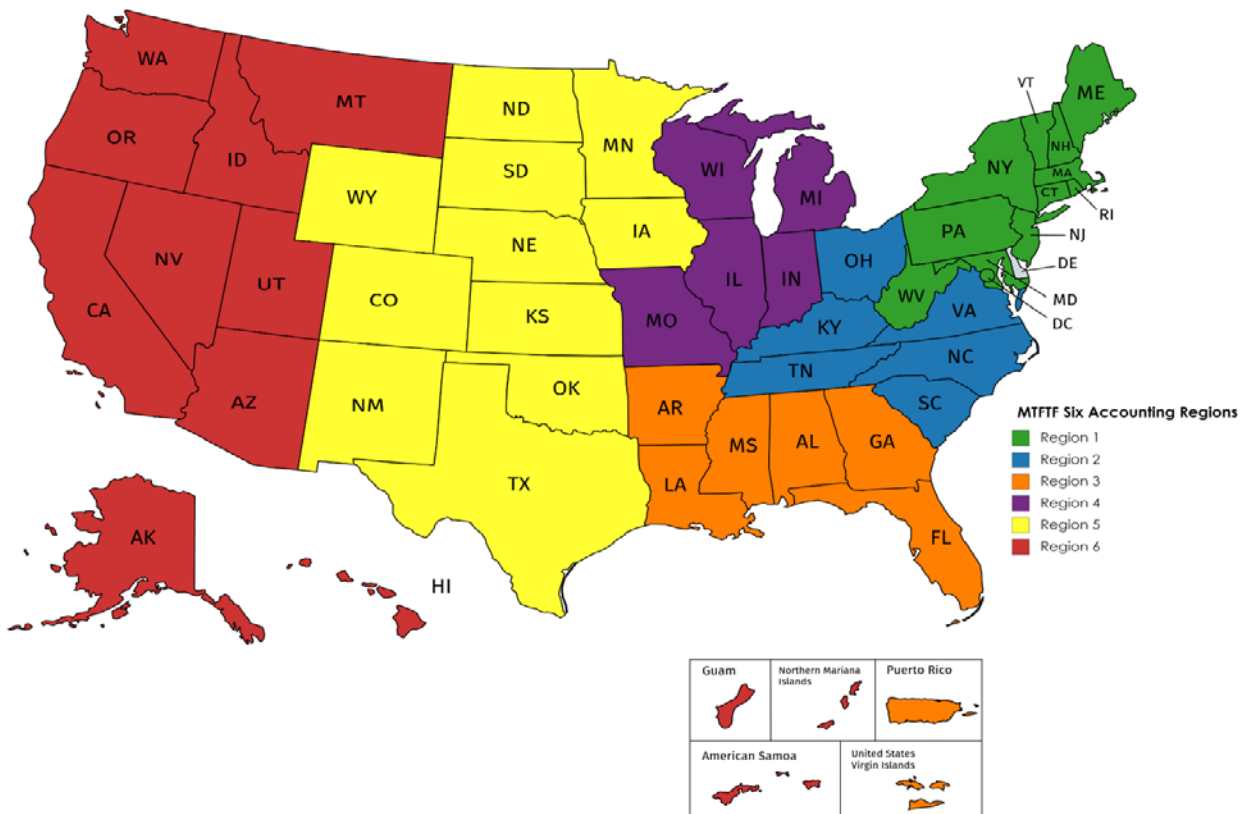 WA
MT
ND
MN
OR
ID
SD
WI
MI
WY
NE
IA
NV
UT
CO
KS
CA
MO
IL
IN
OH
KY
VA
WV
PA
NY
VT
ME
NH
MA
CT
RI
NJ
DE
MD
DC
NC
TN
SC
AZ
NM
OK
AR
MS
AL
GA
TX
LA
FL
AK
HI
MTFTF Six Accounting Regions
Region 1
Region 2
Region 3
Region 4
Region 5
Region 6
Guam
Northern Mariana
Islands
Puerto Rico
American Samoa
United States
Virgin Islands